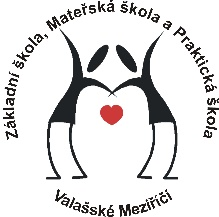 Základní škola, Mateřská škola a Praktická škola
Valašské Meziříčí